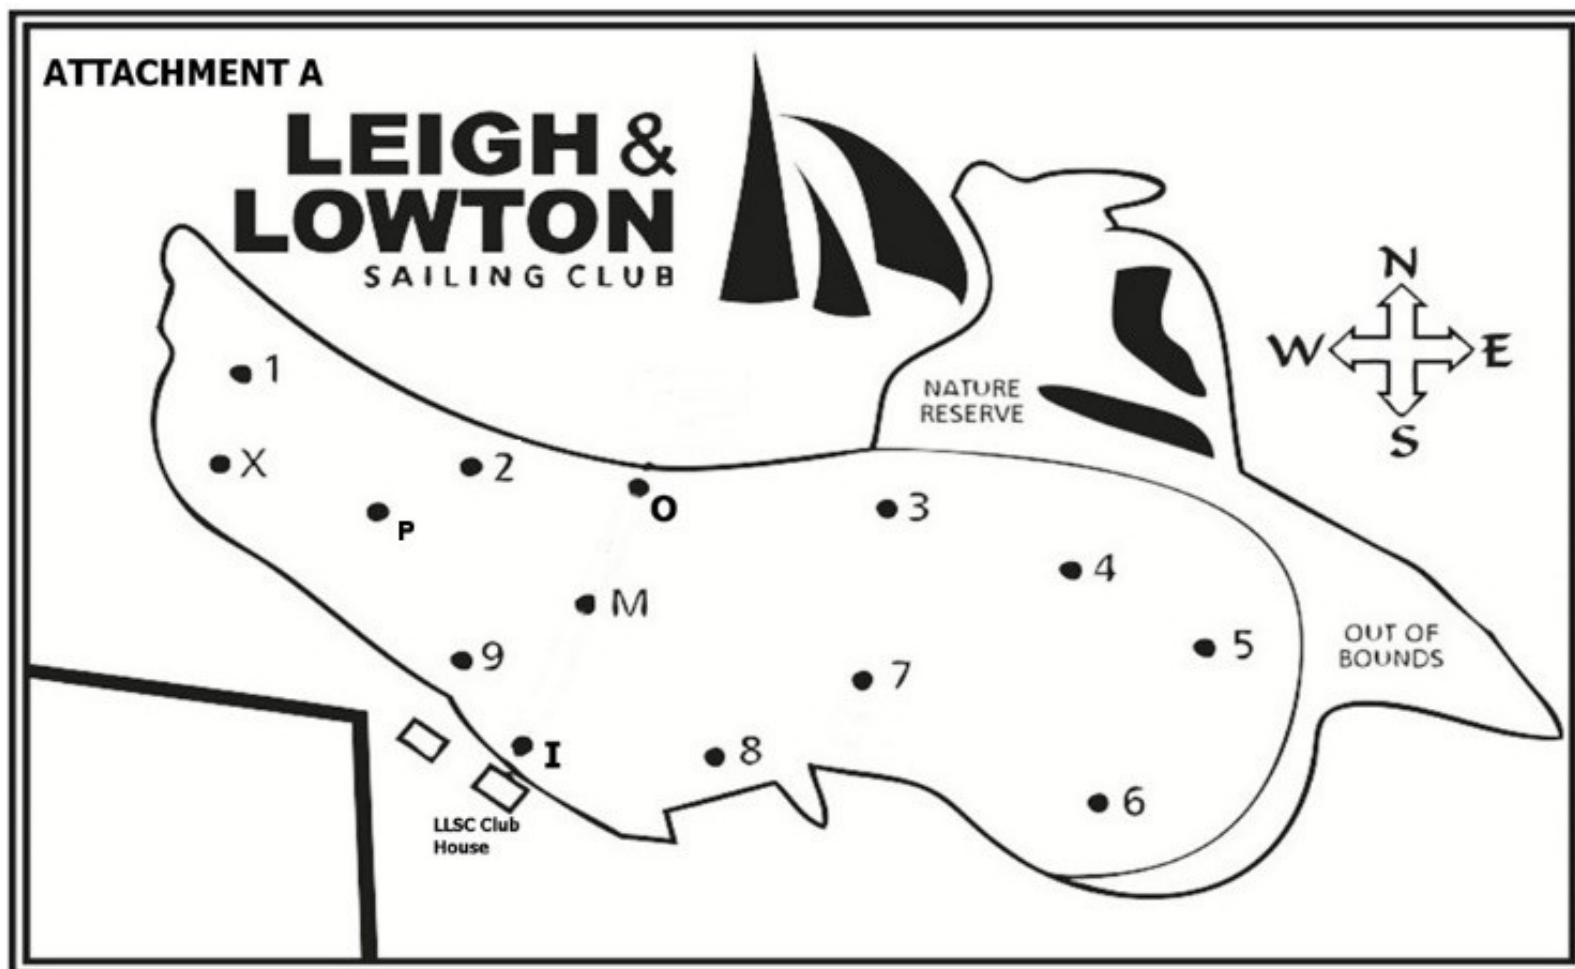 ATTACHMENT A
LEIGH &
LOWTON
SAILING CLUB
N
W E
S
NATURE
RESERVE
1
X
2
P
O
3
4
M
9
5
OUT OF
BOUNDS
7
I
8
6
LLSC Club
House